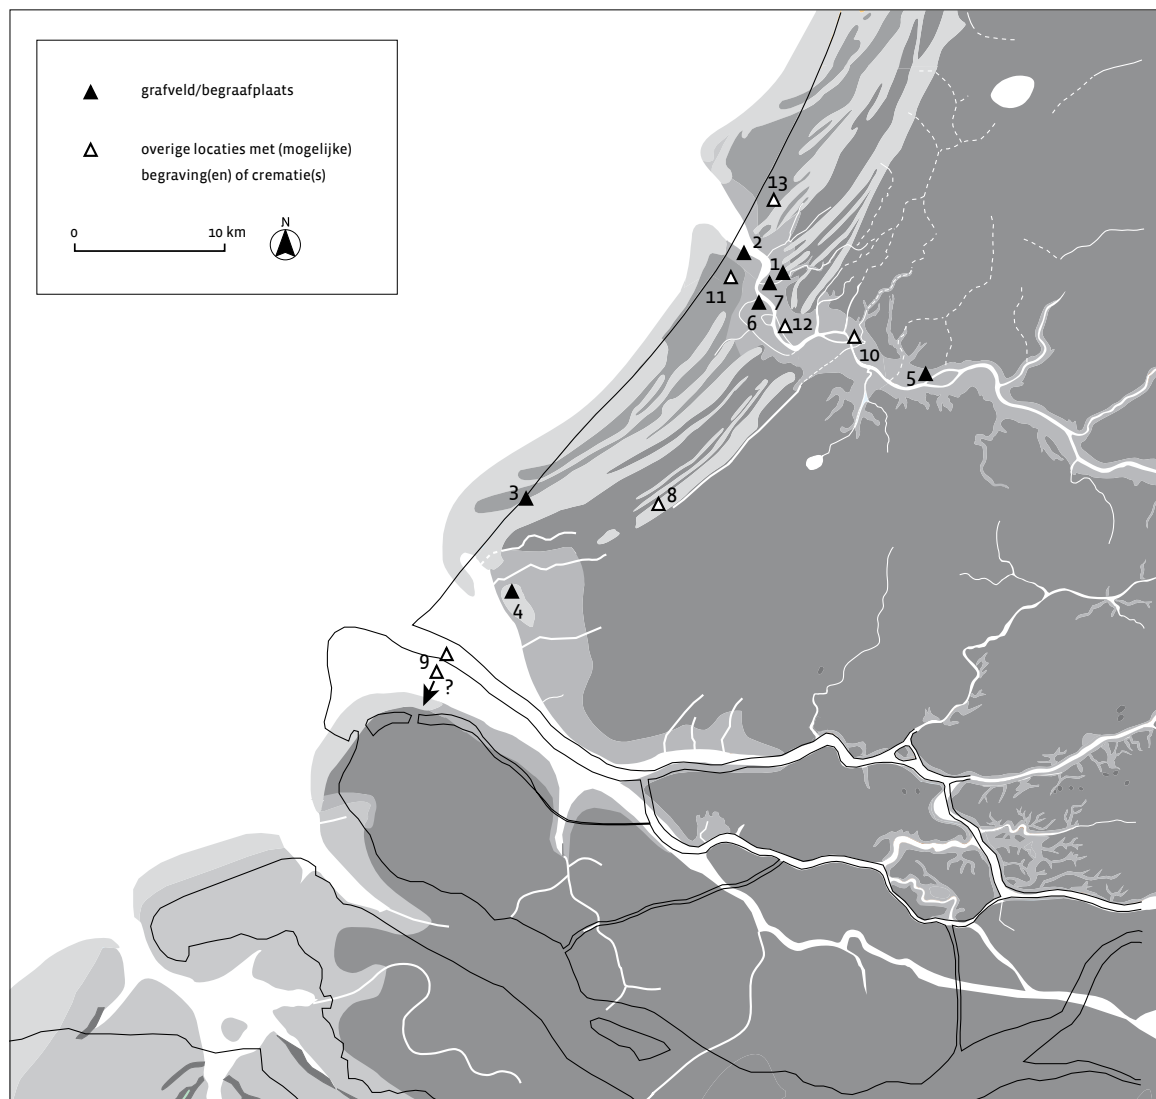 grafveld/begraafplaats
overige locaties met (mogelijke)
begraving(en) of crematie(s)
0 10 km
N
13
2
1
11
7
6
12
10
5
3
8
4
9
?